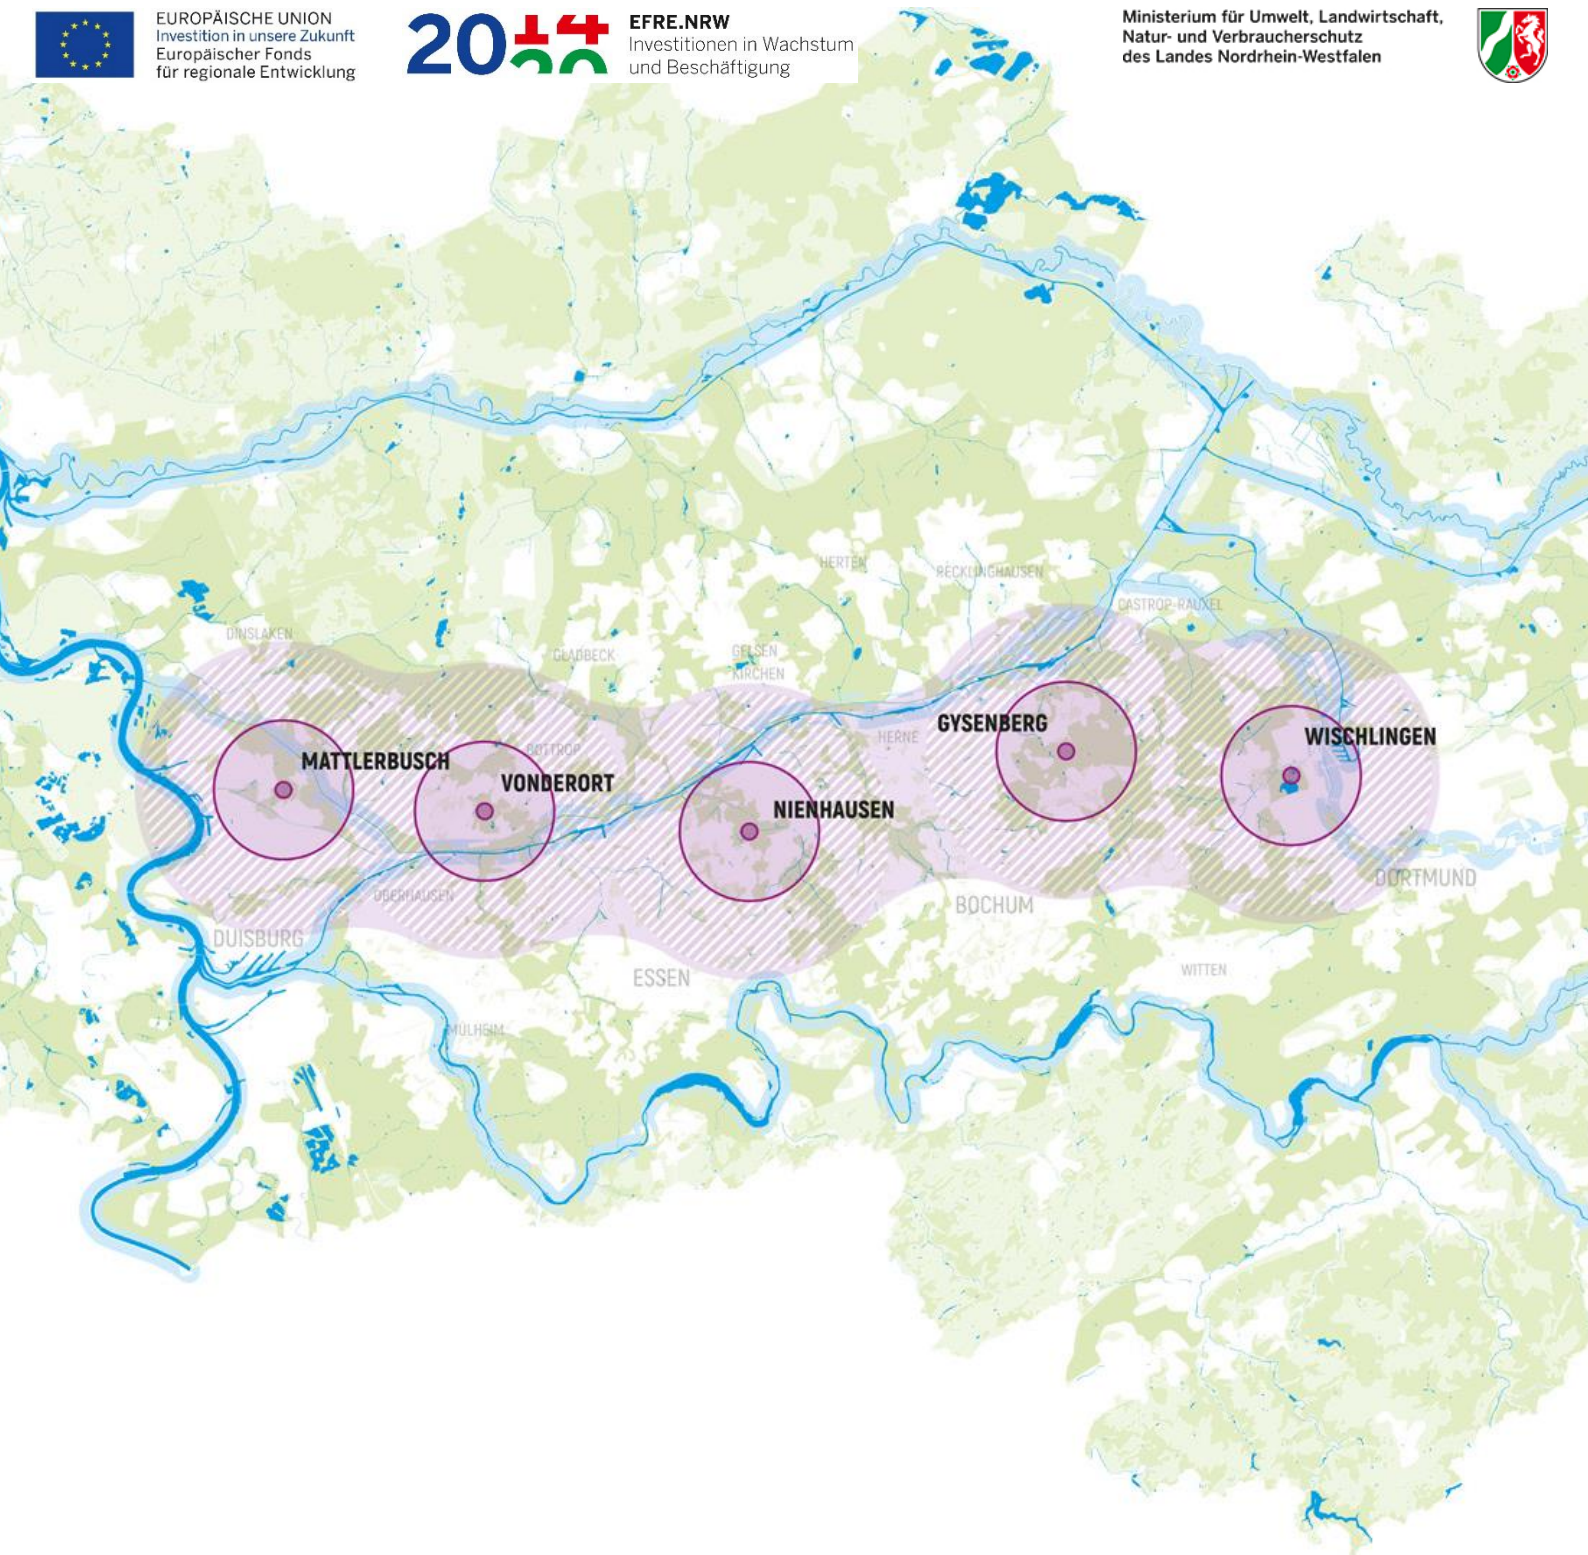 EUROPÄISCHE UNION
Investition in unsere Zukunft
Europäischer Fonds
für regionale Entwicklung
2014
20
EFRE.NRW
Investitionen in Wachstum
und Beschäftigung
Ministerium für Umwelt, Landwirtschaft,
Natur- und Verbraucherschutz
des Landes Nordrhein-Westfalen
HERTEN
RECKLINGHAUSEN
CASTROP-RAUXEL
DINSLAKEN
GLADBECK
GELSEN
KIRCHEN
GYSENBERG
HERNE
WISCHLINGEN
BOTTROP
MATTLERBUSCH
VONDERORT
NIENHAUSEN
DORTMUND
OBERHAUSEN
BOCHUM
DUISBURG
ESSEN
WITTEN
MÜLHEIM